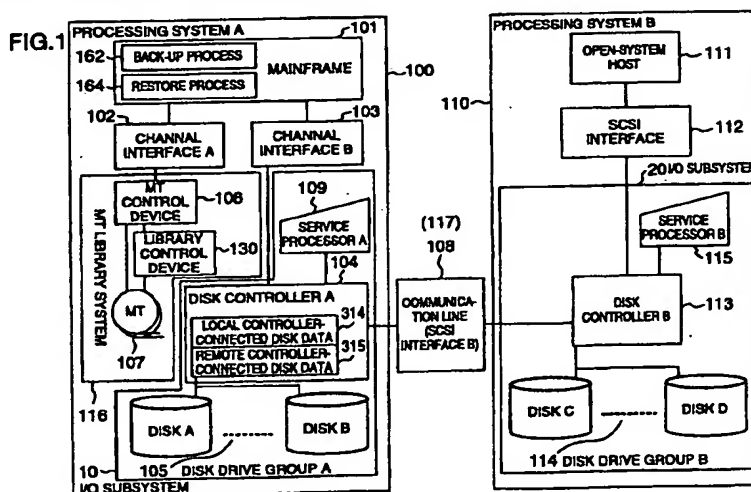 FIG.1
PROCESSING SYSTEM A
101
162
BACK-UP PROCESS
164
RESTORE PROCESS
MAINFRAME
100
102
103
CHANNEL
INTERFACE A
CHANNEL
INTERFACE B
MT CONTROL
DEVICE
106
LIBRARY
CONTROL
DEVICE
130
MT
107
MT LIBRARY SYSTEM
116
109
SERVICE
PROCESSOR A
104
DISK CONTROLLER A
314
LOCAL CONTROLLER-
CONNECTED DISK DATA
315
REMOTE CONTROLLER-
CONNECTED DISK DATA
DISK A
DISK B
10
105
DISK DRIVE GROUP A
I/O SUBSYSTEM
(117)
108
COMMUNICA-
TION LINE
(SCSI
INTERFACE B)
PROCESSING SYSTEM B
OPEN-SYSTEM
HOST
111
110
SCSI
INTERFACE
112
20
I/O SUBSYSTEM
SERVICE
PROCESSOR B
115
DISK
CONTROLLER B
113
DISK C
DISK D
114
DISK DRIVE GROUP B